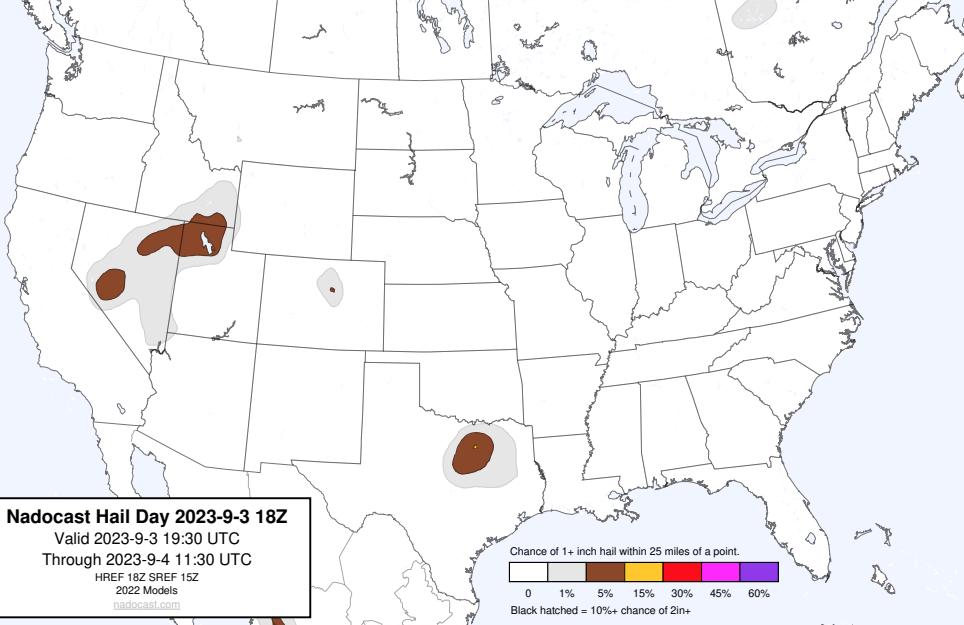 Nadocast Hail Day 2023-9-3 18Z
Valid 2023-9-3 19:30 UTC
Through 2023-9-4 11:30 UTC
HREF 18Z SREF 15Z
2022 Models
nadocast.com
Chance of 1+ inch hail within 25 miles of a point.
0 1% 5% 15% 30% 45% 60%
Black hatched = 10%+ chance of 2in+